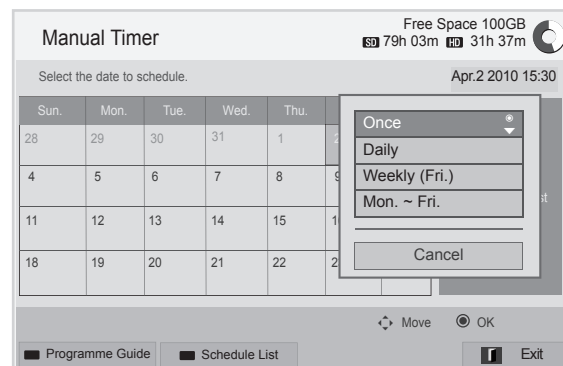 Manual Timer
Free Space 100GB
SD 79h 03m HD 31h 37m
Select the date to schedule.
Apr.2 2010 15:30
Sun. Mon. Tue. Wed. Thu.
28 29 30 31 1 2
4 5 6 7 8 9
11 12 13 14 15
18 19 20 21 22
Once
Daily
Weekly (Fri.)
Mon. ~ Fri.
Cancel
Move OK
Programme Guide Schedule List Exit